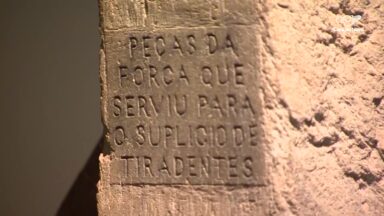 PEÇAS DA
FORCA QUE
SERVIU PARA
O SUPLICIO DE
TIRADENTES